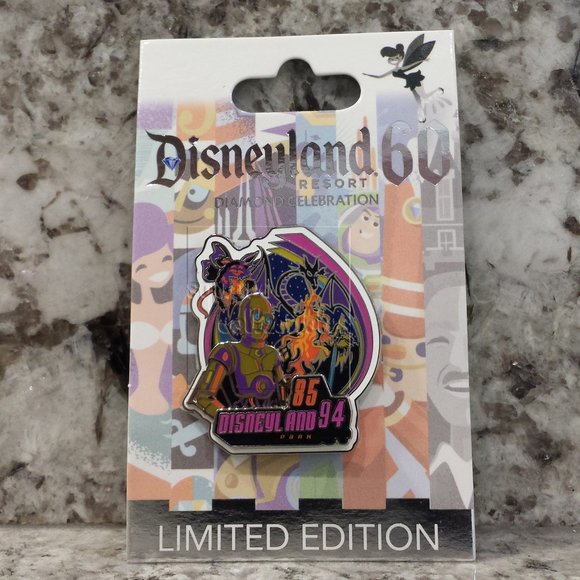 Disneyland 60
RESORT
DIAMOND CELEBRATION
85
DISNEYLAND 94
PARK
LIMITED EDITION